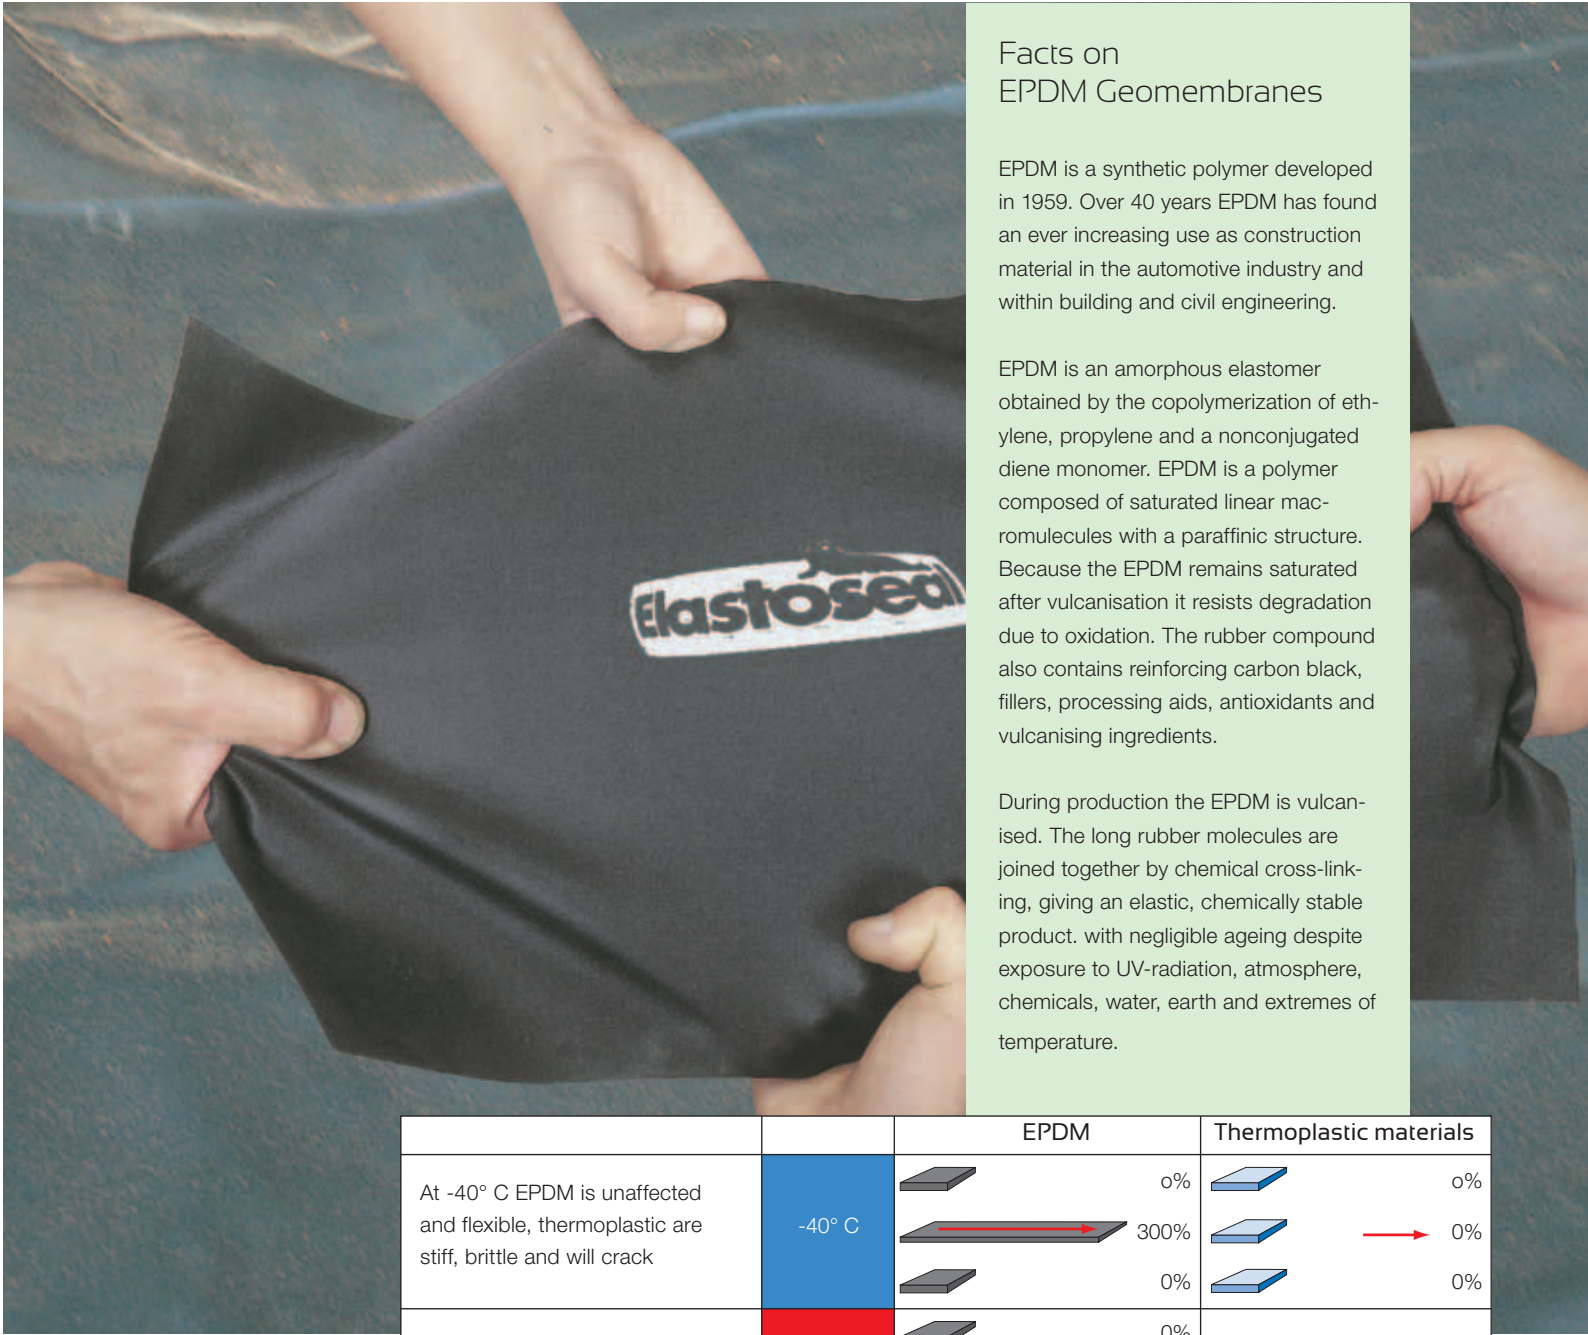 Facts on
EPDM Geomembranes
EPDM is a synthetic polymer developed
in 1959. Over 40 years EPDM has found
an ever increasing use as construction
material in the automotive industry and
within building and civil engineering.
EPDM is an amorphous elastomer
obtained by the copolymerization of eth-
ylene, propylene and a nonconjugated
diene monomer. EPDM is a polymer
composed of saturated linear mac-
romulecules with a paraffinic structure.
Because the EPDM remains saturated
after vulcanisation it resists degradation
due to oxidation. The rubber compound
also contains reinforcing carbon black,
fillers, processing aids, antioxidants and
vulcanising ingredients.
During production the EPDM is vulcan-
ised. The long rubber molecules are
joined together by chemical cross-link-
ing, giving an elastic, chemically stable
product. with negligible ageing despite
exposure to UV-radiation, atmosphere,
chemicals, water, earth and extremes of
temperature.
Elastoseal
EPDM Thermoplastic materials
At -40° C EPDM is unaffected
and flexible, thermoplastic are
stiff, brittle and will crack
-40° C
o% o%
300% 0%
0% 0%
0%